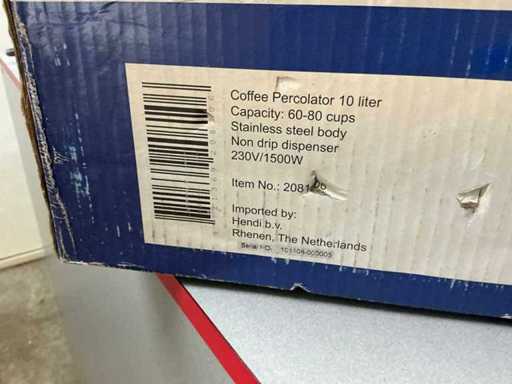 Coffee Percolator 10 liter
Capacity: 60-80 cups
Stainless steel body
Non drip dispenser
230V/1500W
Item No.:
Imported by:
Hendi b.v.
Rhenen, The Netherlands